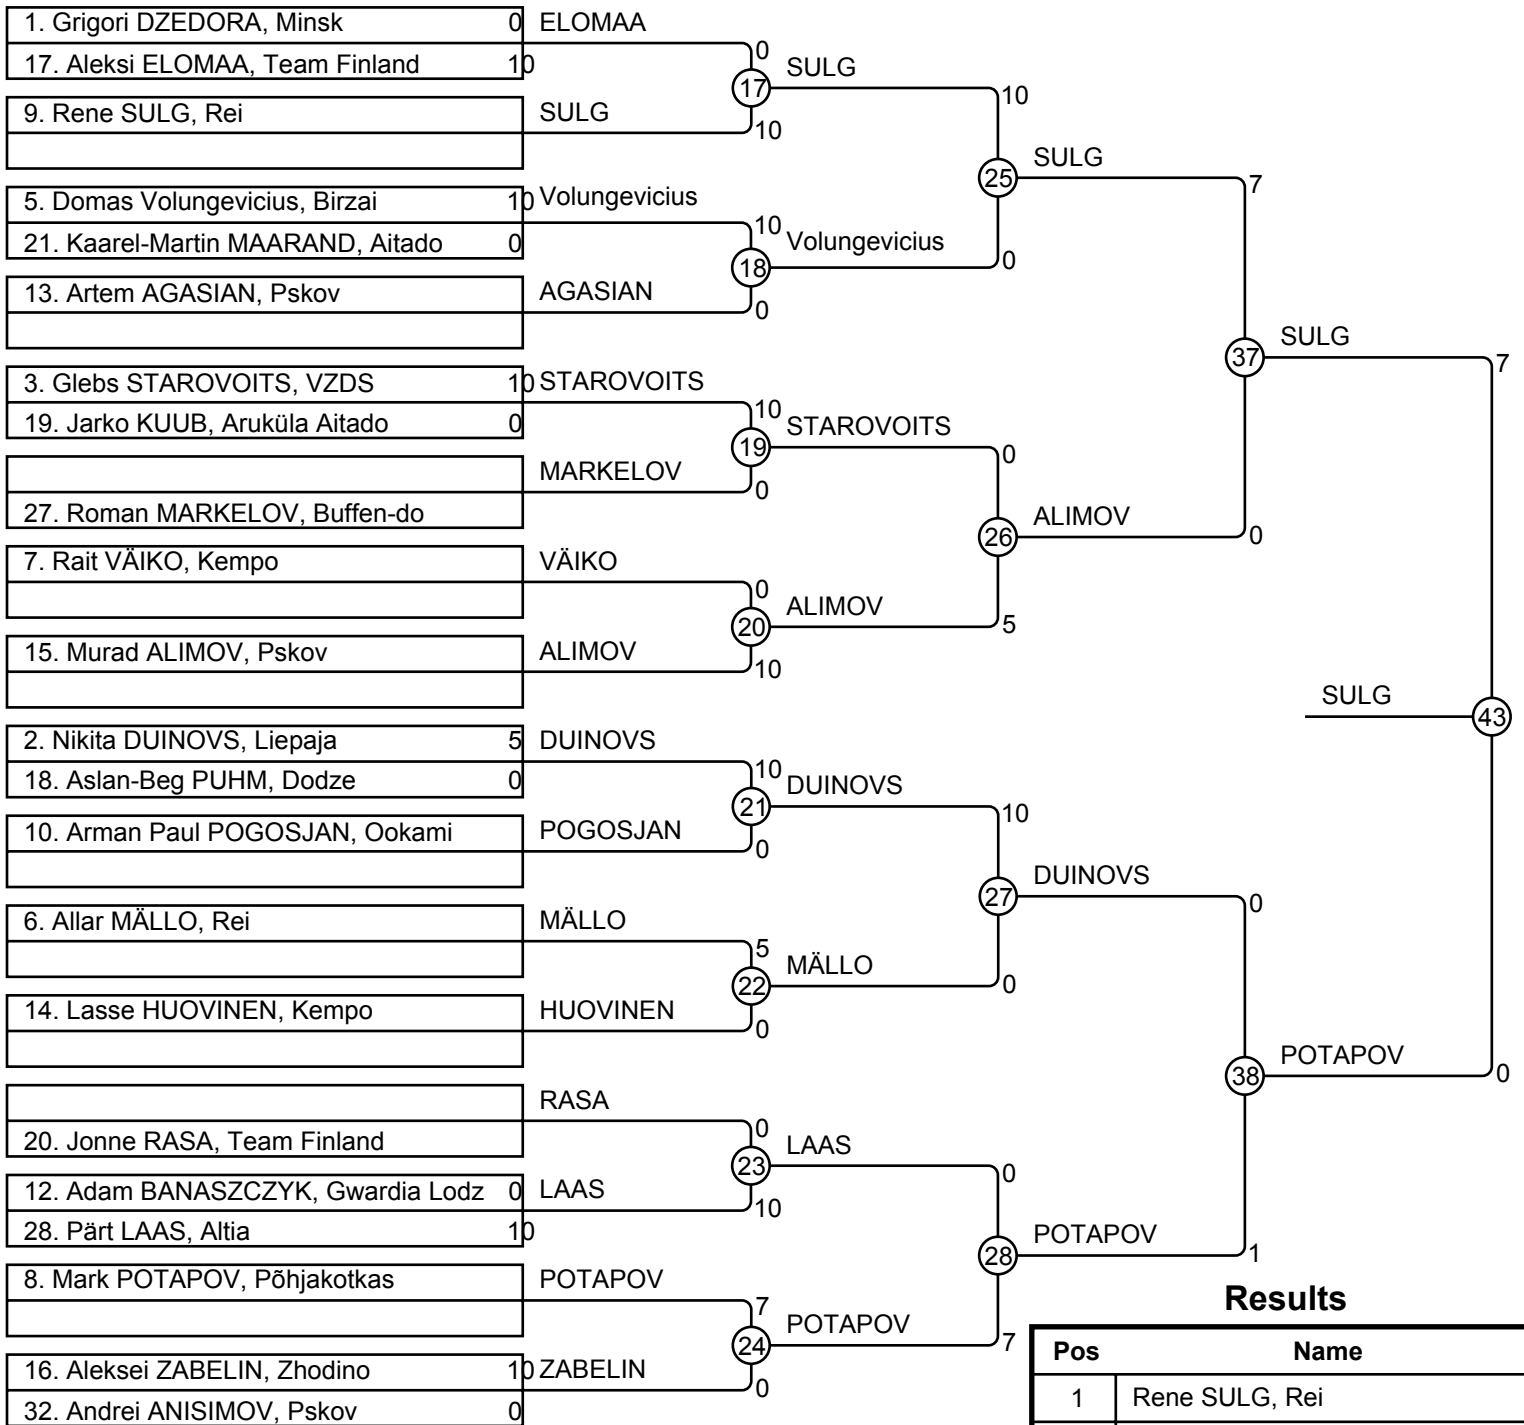 1. Grigori DZEDORA, Minsk 0 ELOMAA
0
17. Aleksi ELOMAA, Team Finland 10
SULG
17
10
9. Rene SULG, Rei SULG
10
SULG
25
7
5. Domas Volungevicius, Birzai 10 Volungevicius
10
21. Kaarel-Martin MAARAND, Aitado 0
Volungevicius
18
0
13. Artem AGASIAN, Pskov AGASIAN
0
SULG
37
7
3. Glebs STAROVOITS, VZDS 10 STAROVOITS
10
19. Jarko KUUB, Aruküla Aitado 0
STAROVOITS
19
0
MARKELOV
0
27. Roman MARKELOV, Buffen-do
ALIMOV
26
0
7. Rait VÄIKO, Kempo VÄIKO
0
ALIMOV
20
5
15. Murad ALIMOV, Pskov ALIMOV
10
SULG
43
2. Nikita DUINOVS, Liepaja 5 DUINOVS
10
18. Aslan-Beg PUHM, Dodze 0
DUINOVS
21
10
10. Arman Paul POGOSJAN, Ookami POGOSJAN
0
DUINOVS
27
0
6. Allar MÄLLO, Rei MÄLLO
5
MÄLLO
22
0
14. Lasse HUOVINEN, Kempo HUOVINEN
0
POTAPOV
38
0
RASA
0
20. Jonne RASA, Team Finland
LAAS
23
0
12. Adam BANASZCZYK, Gwardia Lodz 0 LAAS
10
28. Pärt LAAS, Altia 10
POTAPOV
28
1
8. Mark POTAPOV, Põhjakotkas POTAPOV
7
POTAPOV
24
7
16. Aleksei ZABELIN, Zhodino 10 ZABELIN
0
32. Andrei ANISIMOV, Pskov 0
Results
Pos Name
1 Rene SULG, Rei